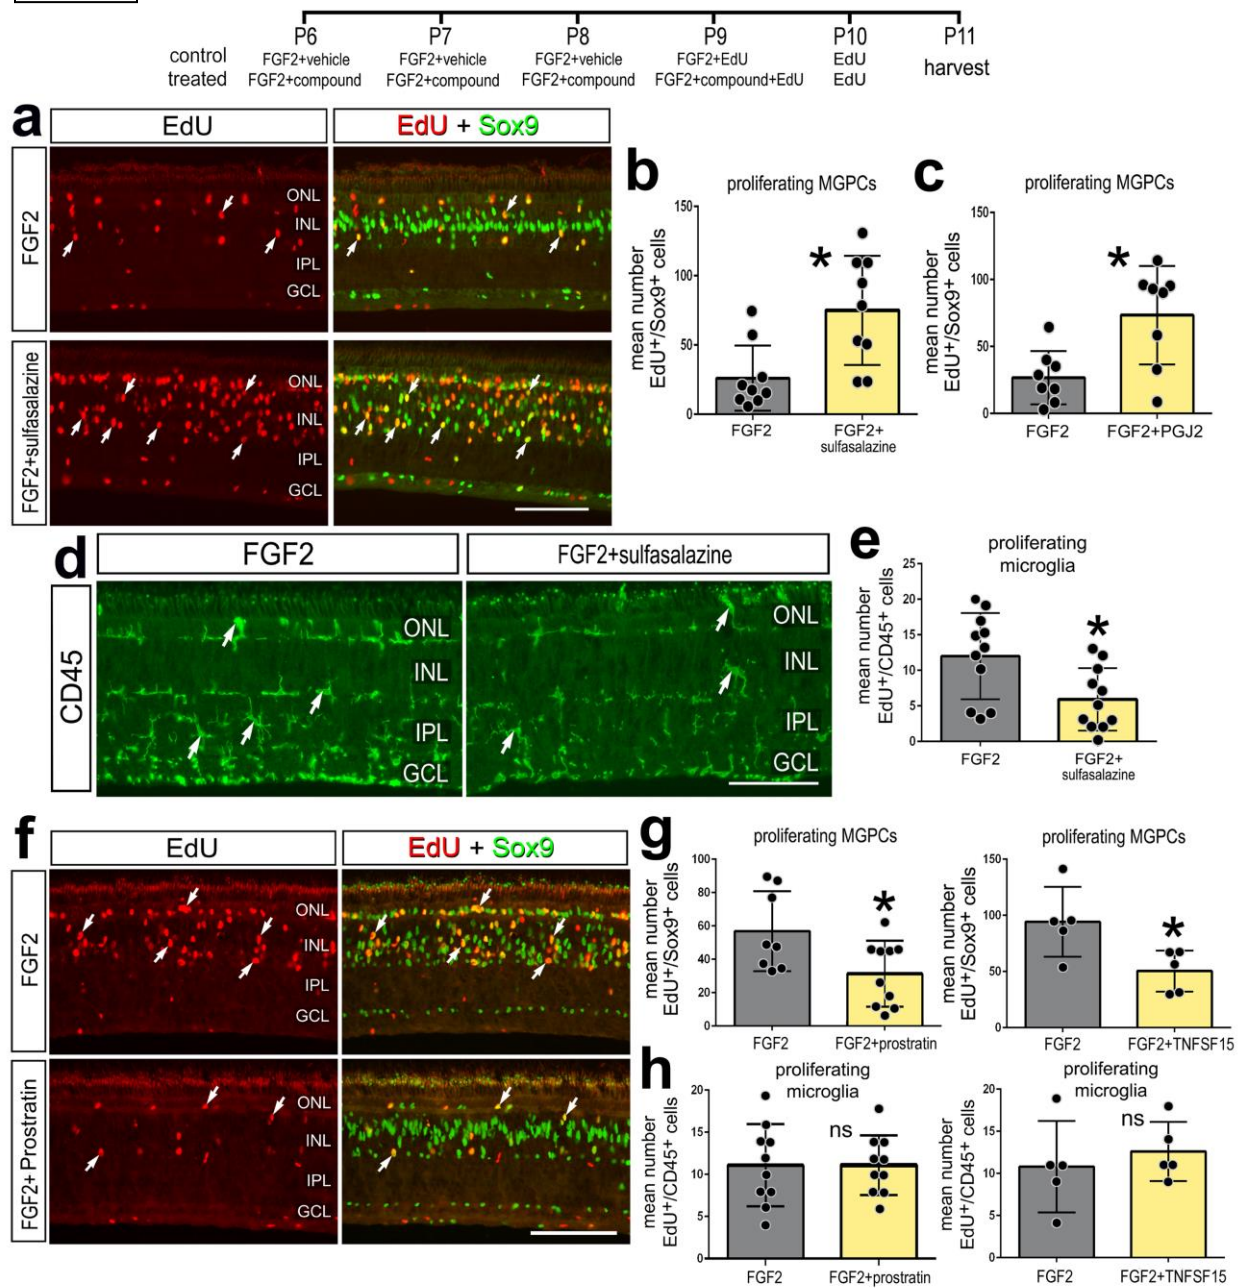 P6 P7 P8 P9 P10 P11
control FGF2+vehicle FGF2+vehicle FGF2+vehicle FGF2+EdU EdU harvest
treated FGF2+compound FGF2+compound FGF2+compound FGF2+compound+EdU EdU
a
EdU
EdU + Sox9
FGF2
ONL
INL
IPL
GCL
FGF2+sulfasalazine
ONL
INL
IPL
GCL
b
proliferating MGPCs
mean number
EdU+/Sox9+ cells
150
100
50
0
*
FGF2
FGF2+
sulfasalazine
c
proliferating MGPCs
mean number
EdU+/Sox9+ cells
150
100
50
0
*
FGF2
FGF2+PGJ2
d
FGF2
FGF2+sulfasalazine
CD45
ONL
INL
IPL
GCL
ONL
INL
IPL
GCL
e
proliferating
microglia
mean number
EdU+/CD45+ cells
25
20
15
10
5
0
*
FGF2
FGF2+
sulfasalazine
f
EdU
EdU + Sox9
FGF2
ONL
INL
IPL
GCL
FGF2+ Prostratin
ONL
INL
IPL
GCL
g
proliferating MGPCs
mean number
EdU+/Sox9+ cells
100
80
60
40
20
0
*
FGF2
FGF2+prostratin
proliferating MGPCs
mean number
EdU+/Sox9+ cells
150
100
50
0
*
FGF2
FGF2+TNFSF15
h
proliferating
microglia
mean number
EdU+/CD45+ cells
20
15
10
5
0
ns
FGF2
FGF2+prostratin
proliferating
microglia
mean number
EdU+/CD45+ cells
20
15
10
5
0
ns
FGF2
FGF2+TNFSF15